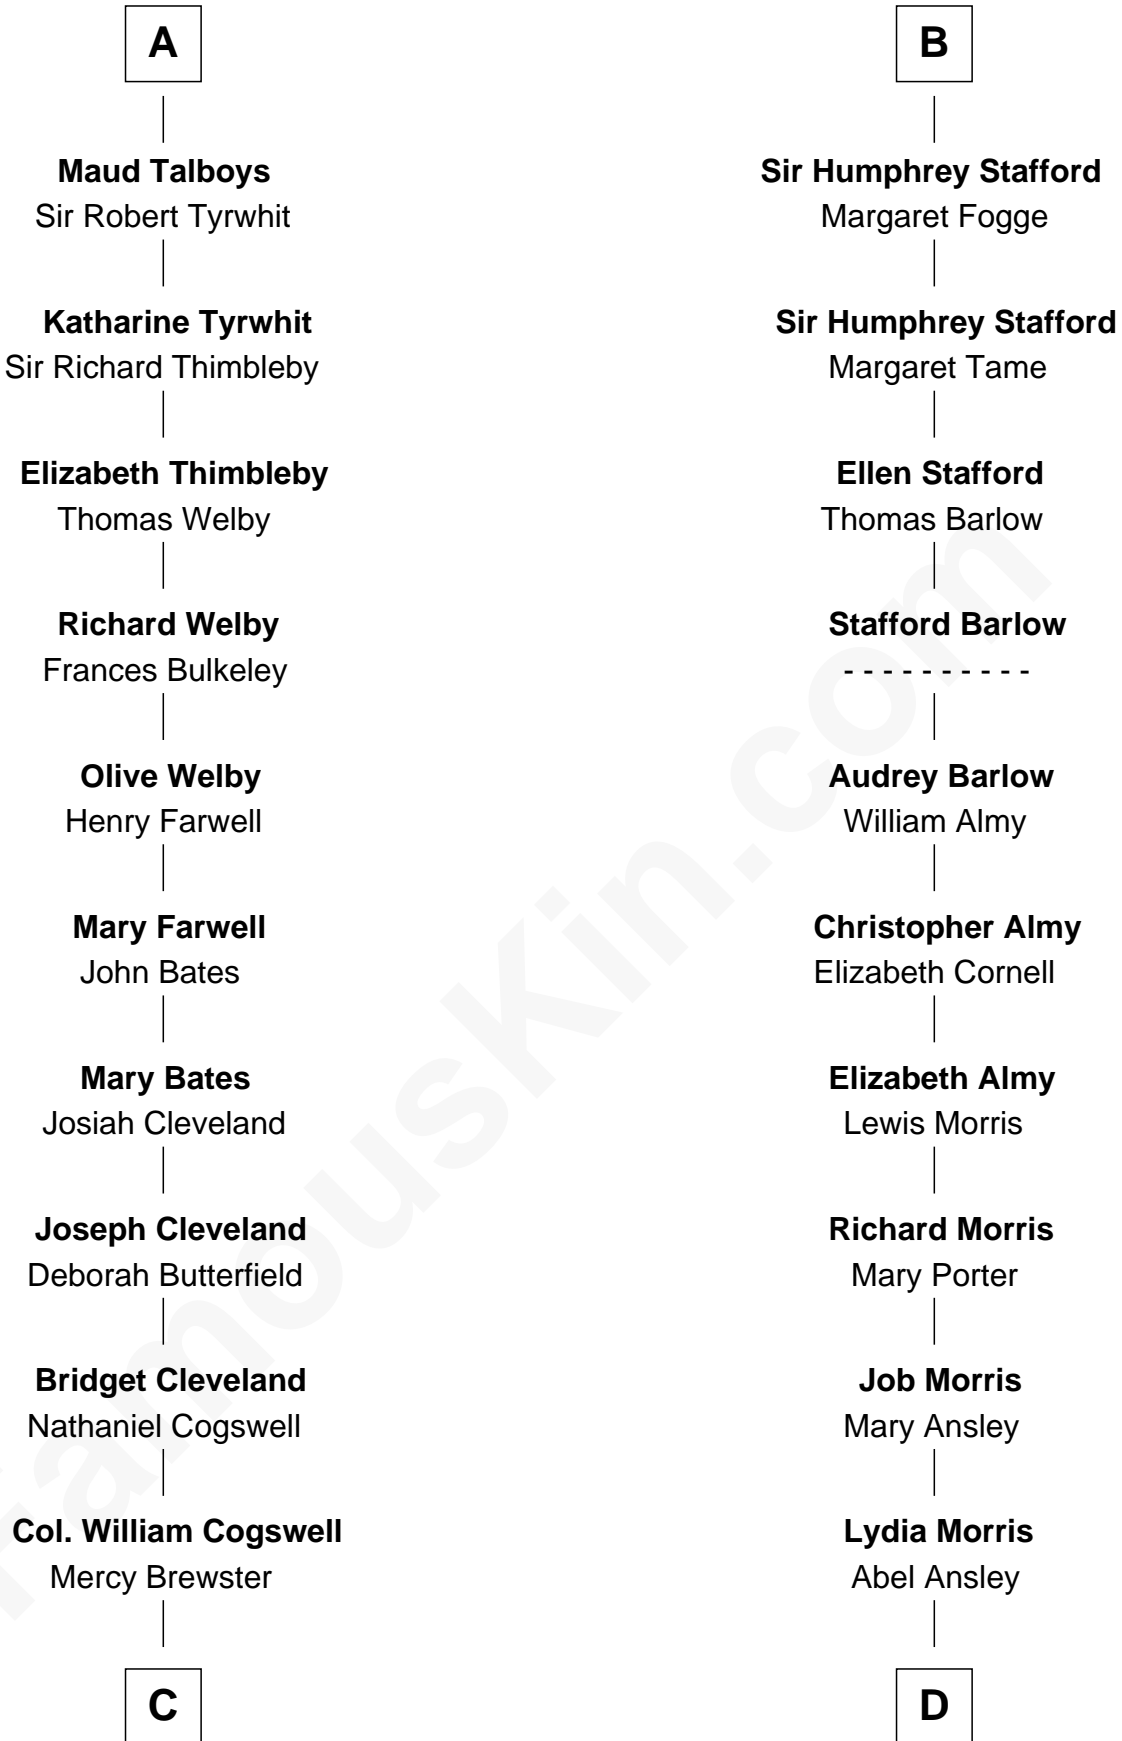 A
Maud Talboys
Sir Robert Tyrwhit
Katharine Tyrwhit
Sir Richard Thimbleby
Elizabeth Thimbleby
Thomas Welby
Richard Welby
Frances Bulkeley
Olive Welby
Henry Farwell
Mary Farwell
John Bates
Mary Bates
Josiah Cleveland
Joseph Cleveland
Deborah Butterfield
Bridget Cleveland
Nathaniel Cogswell
Col. William Cogswell
Mercy Brewster
C
B
Sir Humphrey Stafford
Margaret Fogge
Sir Humphrey Stafford
Margaret Tame
Ellen Stafford
Thomas Barlow
Stafford Barlow
- - - - - - - - - -
Audrey Barlow
William Almy
Christopher Almy
Elizabeth Cornell
Elizabeth Almy
Lewis Morris
Richard Morris
Mary Porter
Job Morris
Mary Ansley
Lydia Morris
Abel Ansley
D
FamousKin.com